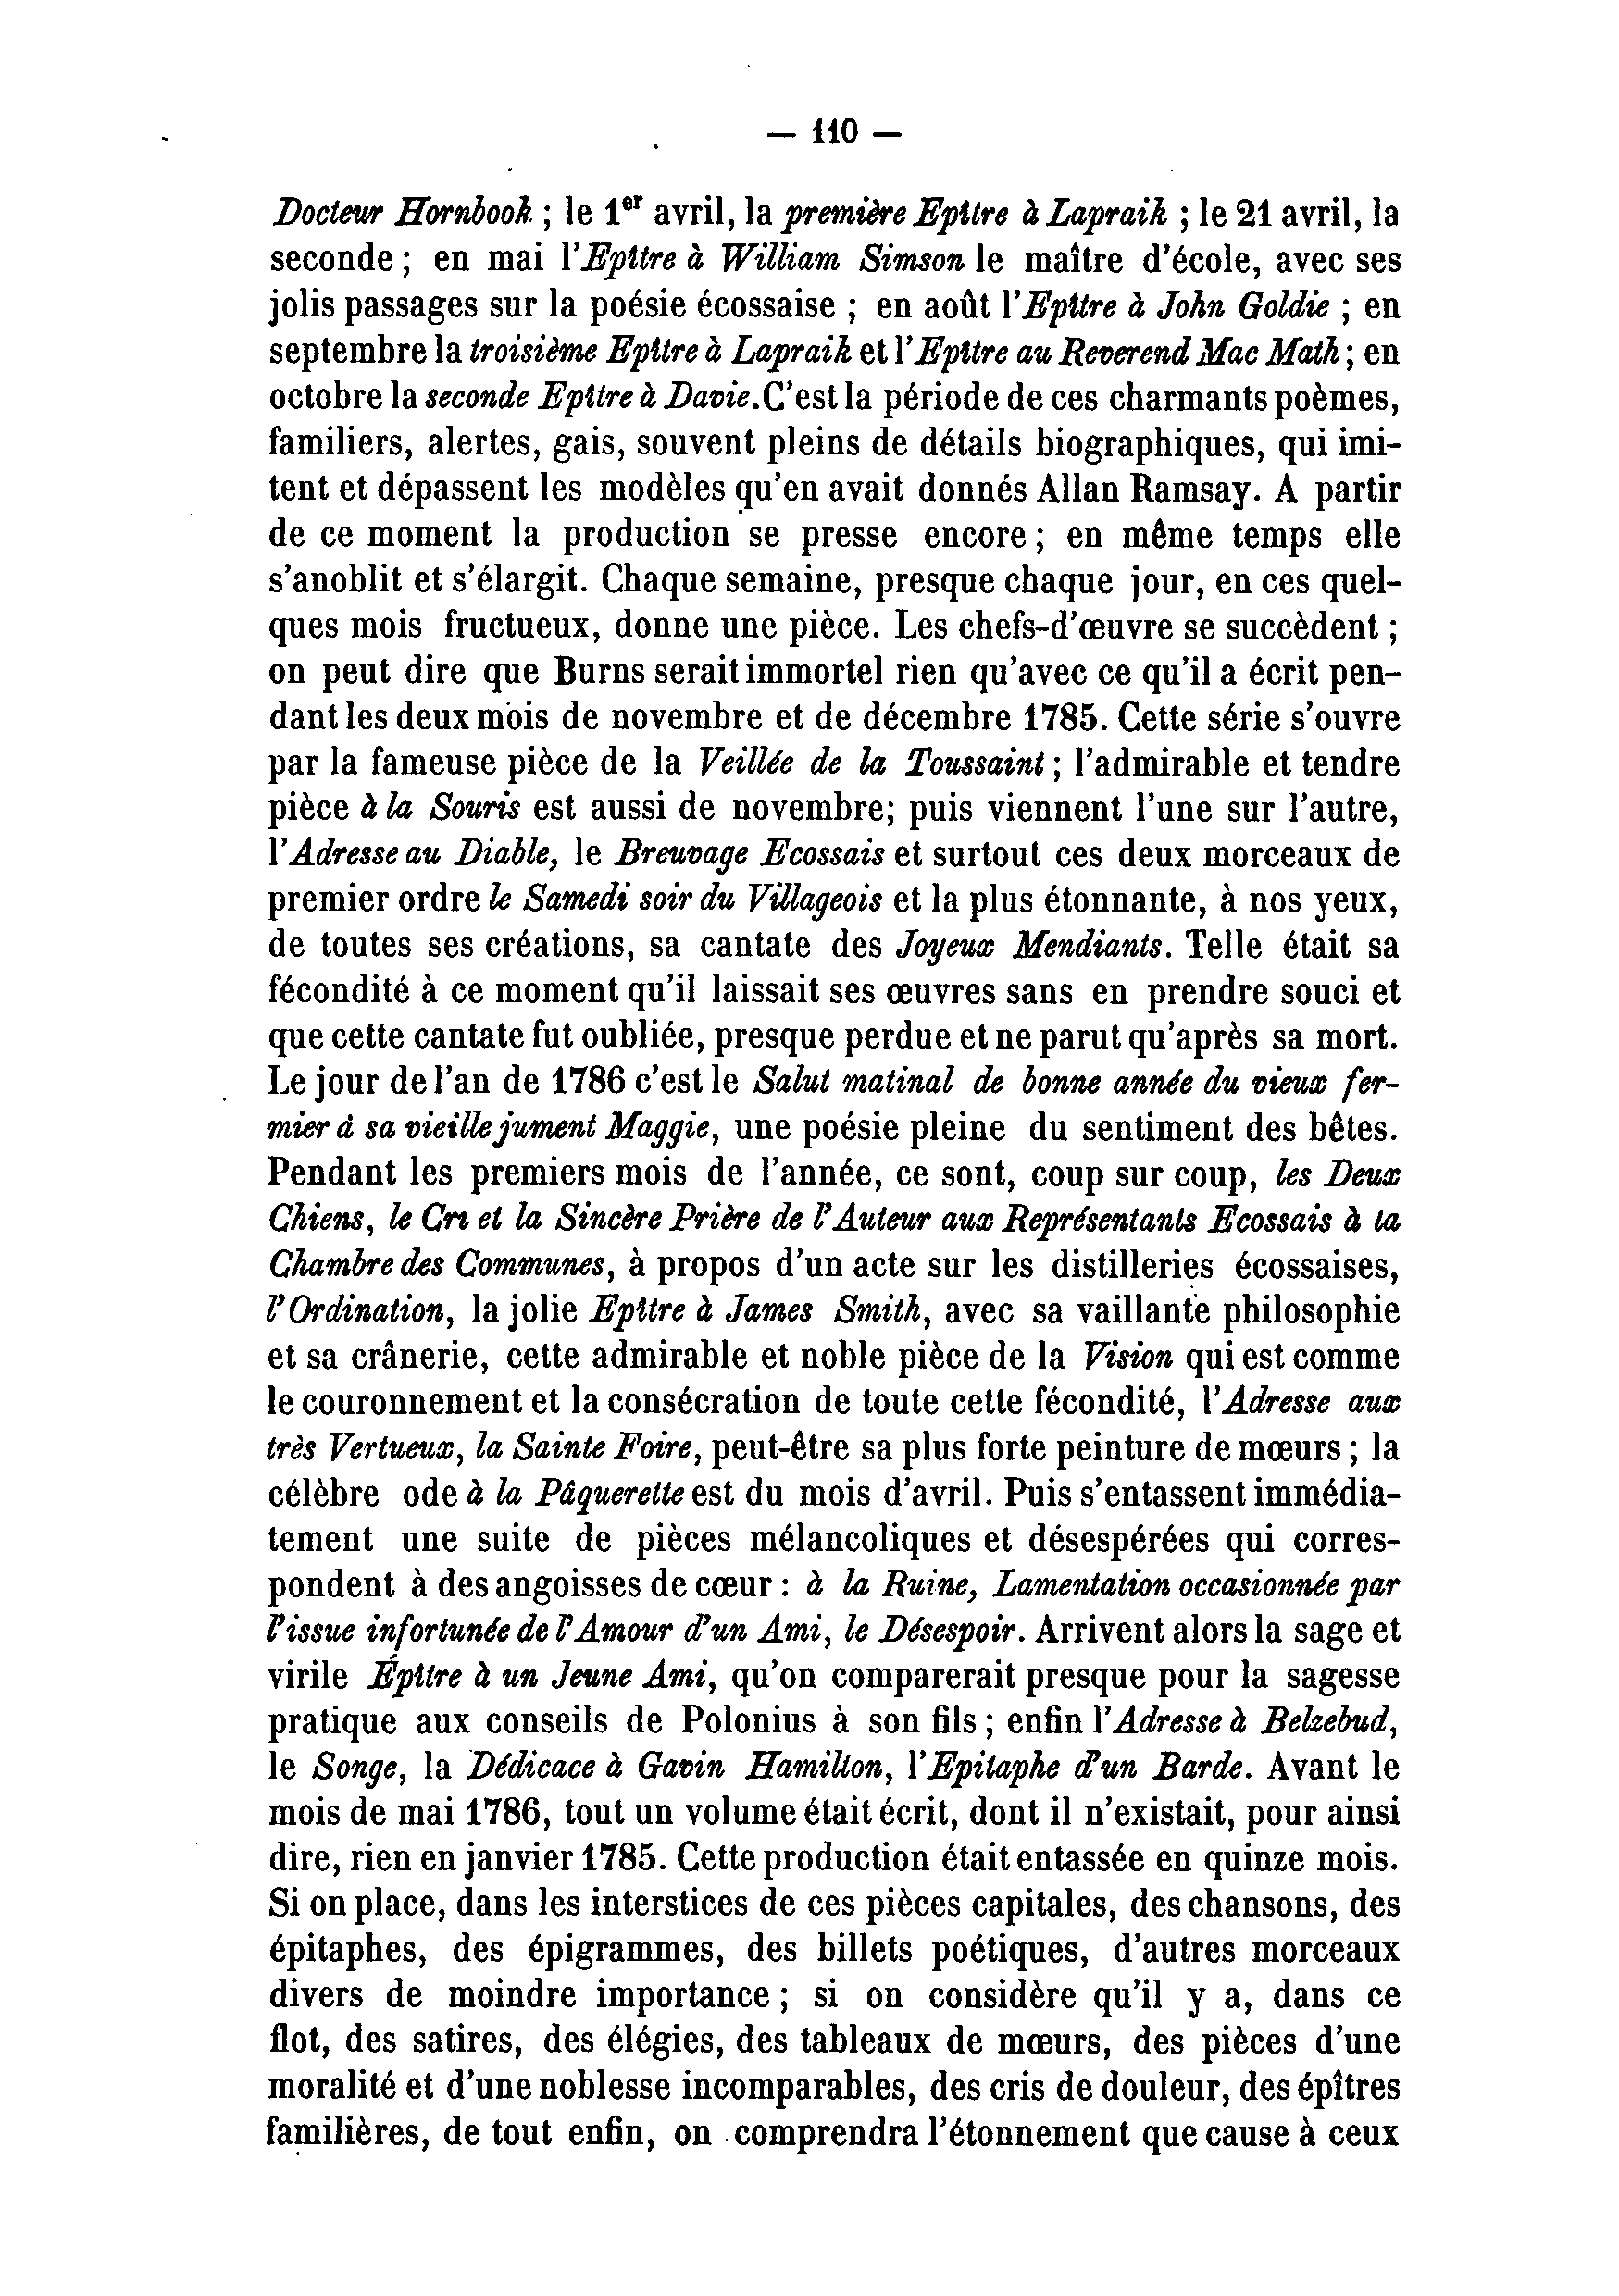 — 110 —
Docteur Hornbook ; le 1er avril, la première Epître à Lapraik ; le 21 avril, la
seconde ; en mai l'Epître à William Simson le maître d'école, avec ses
jolis passages sur la poésie écossaise ; en août l'Epître à John Goldie ; en
septembre la troisième Epître à Lapraik et l'Epître au Reverend Mac Math ; en
octobre la seconde Epître à Davie. C'est la période de ces charmants poèmes,
familiers, alertes, gais, souvent pleins de détails biographiques, qui imi-
tent et dépassent les modèles qu'en avait donnés Allan Ramsay. A partir
de ce moment la production se presse encore ; en même temps elle
s'anoblit et s'élargit. Chaque semaine, presque chaque jour, en ces quel-
ques mois fructueux, donne une pièce. Les chefs-d'œuvre se succèdent ;
on peut dire que Burns serait immortel rien qu'avec ce qu'il a écrit pen-
dant les deux mois de novembre et de décembre 1785. Cette série s'ouvre
par la fameuse pièce de la Veillée de la Toussaint ; l'admirable et tendre
pièce à la Souris est aussi de novembre; puis viennent l'une sur l'autre,
l'Adresse au Diable, le Breuvage Ecossais et surtout ces deux morceaux de
premier ordre le Samedi soir du Villageois et la plus étonnante, à nos yeux,
de toutes ses créations, sa cantate des Joyeux Mendiants. Telle était sa
fécondité à ce moment qu'il laissait ses œuvres sans en prendre souci et
que cette cantate fut oubliée, presque perdue et ne parut qu'après sa mort.
Le jour de l'an de 1786 c'est le Salut matinal de bonne année du vieux fer-
mier à sa vieille jument Maggie, une poésie pleine du sentiment des bêtes.
Pendant les premiers mois de l'année, ce sont, coup sur coup, les Deux
Chiens, le Cri et la Sincère Prière de l'Auteur aux Représentants Ecossais à la
Chambre des Communes, à propos d'un acte sur les distilleries écossaises,
l'Ordination, la jolie Epître à James Smith, avec sa vaillante philosophie
et sa crânerie, cette admirable et noble pièce de la Vision qui est comme
le couronnement et la consécration de toute cette fécondité, l'Adresse aux
très Vertueux, la Sainte Foire, peut-être sa plus forte peinture de mœurs ; la
célèbre ode à la Pâquerette est du mois d'avril. Puis s'entassent immédia-
tement une suite de pièces mélancoliques et désespérées qui corres-
pondent à des angoisses de cœur : à la Ruine, Lamentation occasionnée par
l'issue infortunée de l'Amour d'un Ami, le Désespoir. Arrivent alors la sage et
virile Épître à un Jeune Ami, qu'on comparerait presque pour la sagesse
pratique aux conseils de Polonius à son fils ; enfin l'Adresse à Belzebud,
le Songe, la Dédicace à Gavin Hamilton, l'Epitaphe d'un Barde. Avant le
mois de mai 1786, tout un volume était écrit, dont il n'existait, pour ainsi
dire, rien en janvier 1785. Cette production était entassée en quinze mois.
Si on place, dans les interstices de ces pièces capitales, des chansons, des
épitaphes, des épigrammes, des billets poétiques, d'autres morceaux
divers de moindre importance ; si on considère qu'il y a, dans ce
flot, des satires, des élégies, des tableaux de mœurs, des pièces d'une
moralité et d'une noblesse incomparables, des cris de douleur, des épîtres
familières, de tout enfin, on comprendra l'étonnement que cause à ceux